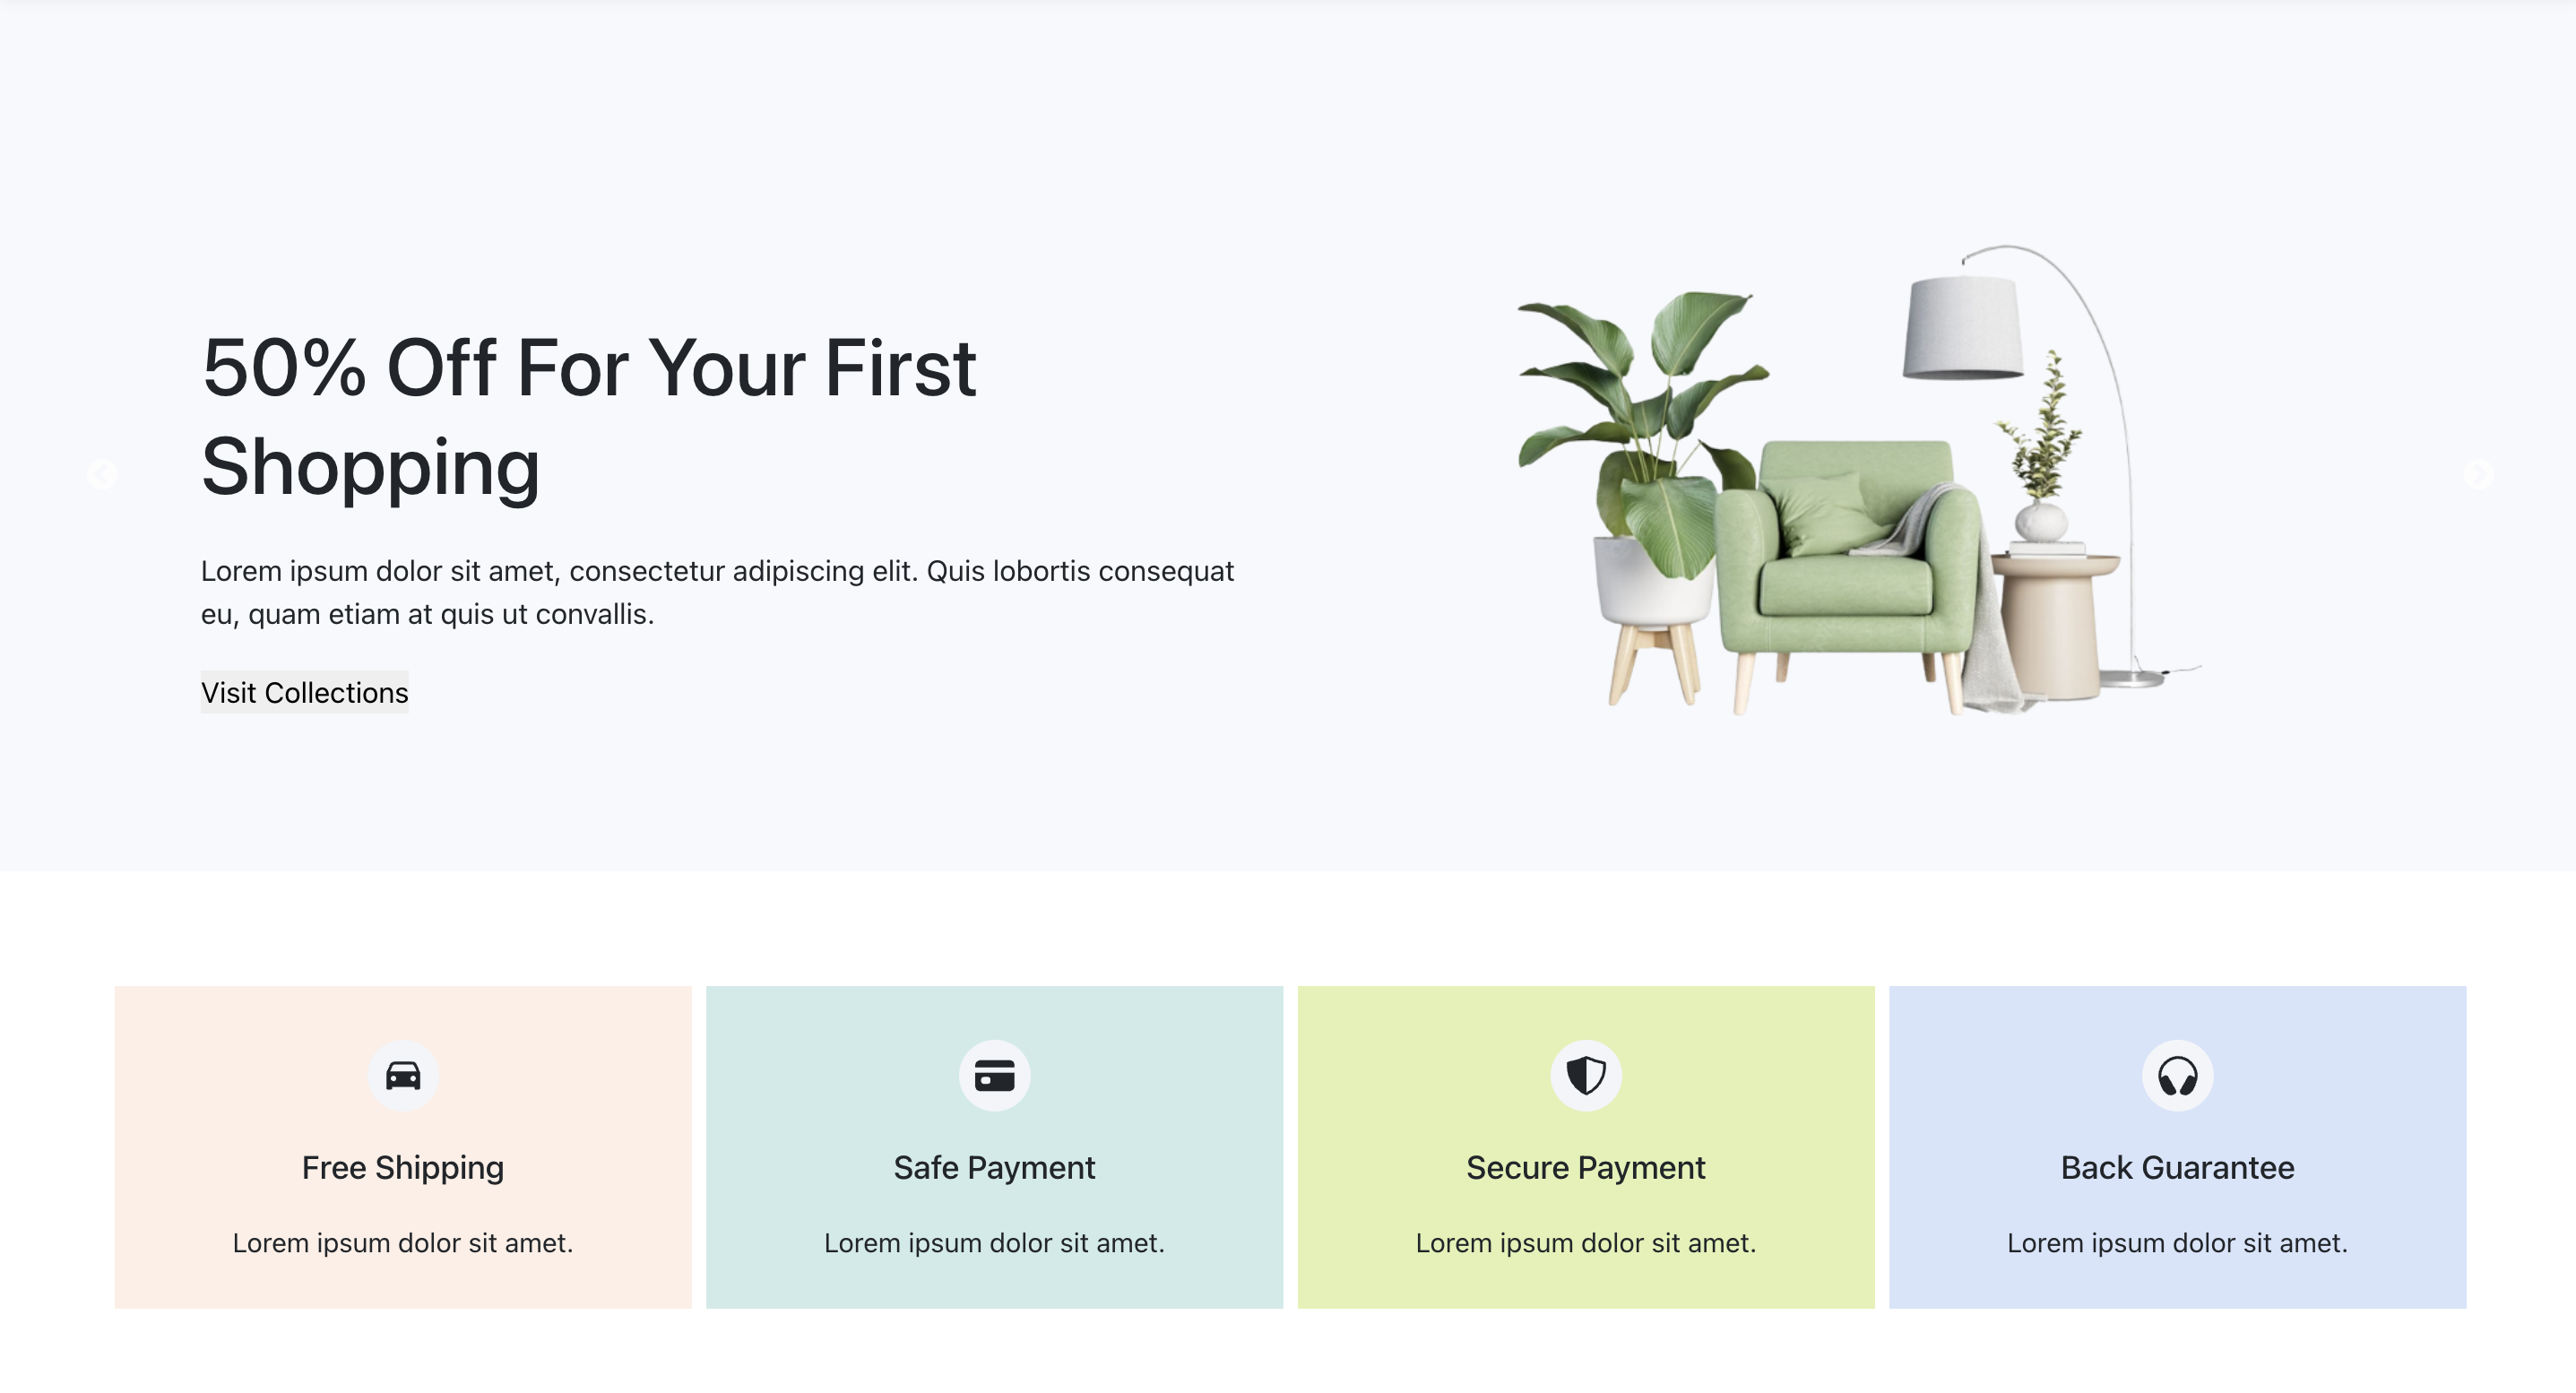 50% Off For Your First
Shopping
Lorem ipsum dolor sit amet, consectetur adipiscing elit. Quis lobortis consequat
eu, quam etiam at quis ut convallis.
Visit Collections
Free Shipping
Lorem ipsum dolor sit amet.
Safe Payment
Lorem ipsum dolor sit amet.
Secure Payment
Lorem ipsum dolor sit amet.
Back Guarantee
Lorem ipsum dolor sit amet.